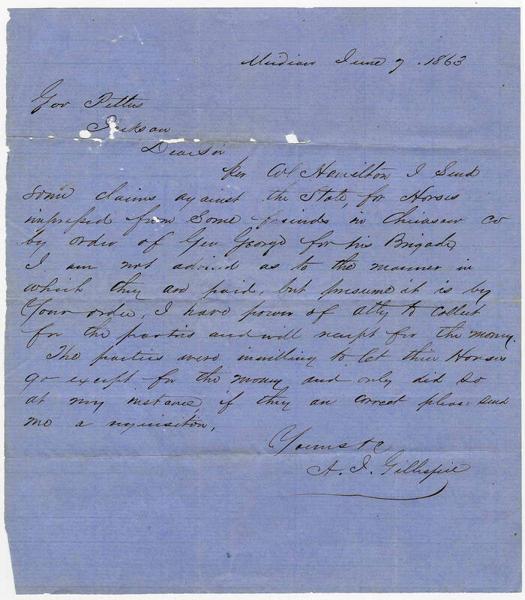 Meridian June 7. 1863
Gov Pettus
Jackson
Dear Sir
per Col Hamilton I Send
some claims against the State, for Horses
impressed from Some friends in Chicasaw Co
by order of Gen George for his Brigade,
I am not advised as to the manner in
which they are paid, but presume it is by
Your order, I have power of atty to Collect
for the parties and will receipt for the money.
The parties were unwilling to let their Horses
go except for the money and only did so
at my instance, if they are correct please send
me a requisition,
Yours &c
A. J. Gillespie